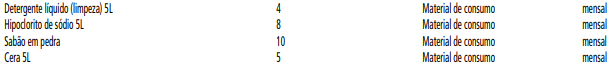 Detergente líquido (limpeza) 5L 4 Material de consumo mensal
Hipoclorito de sódio 5L 8 Material de consumo mensal
Sabão em pedra 10 Material de consumo mensal
Cera 5L 5 Material de consumo mensal